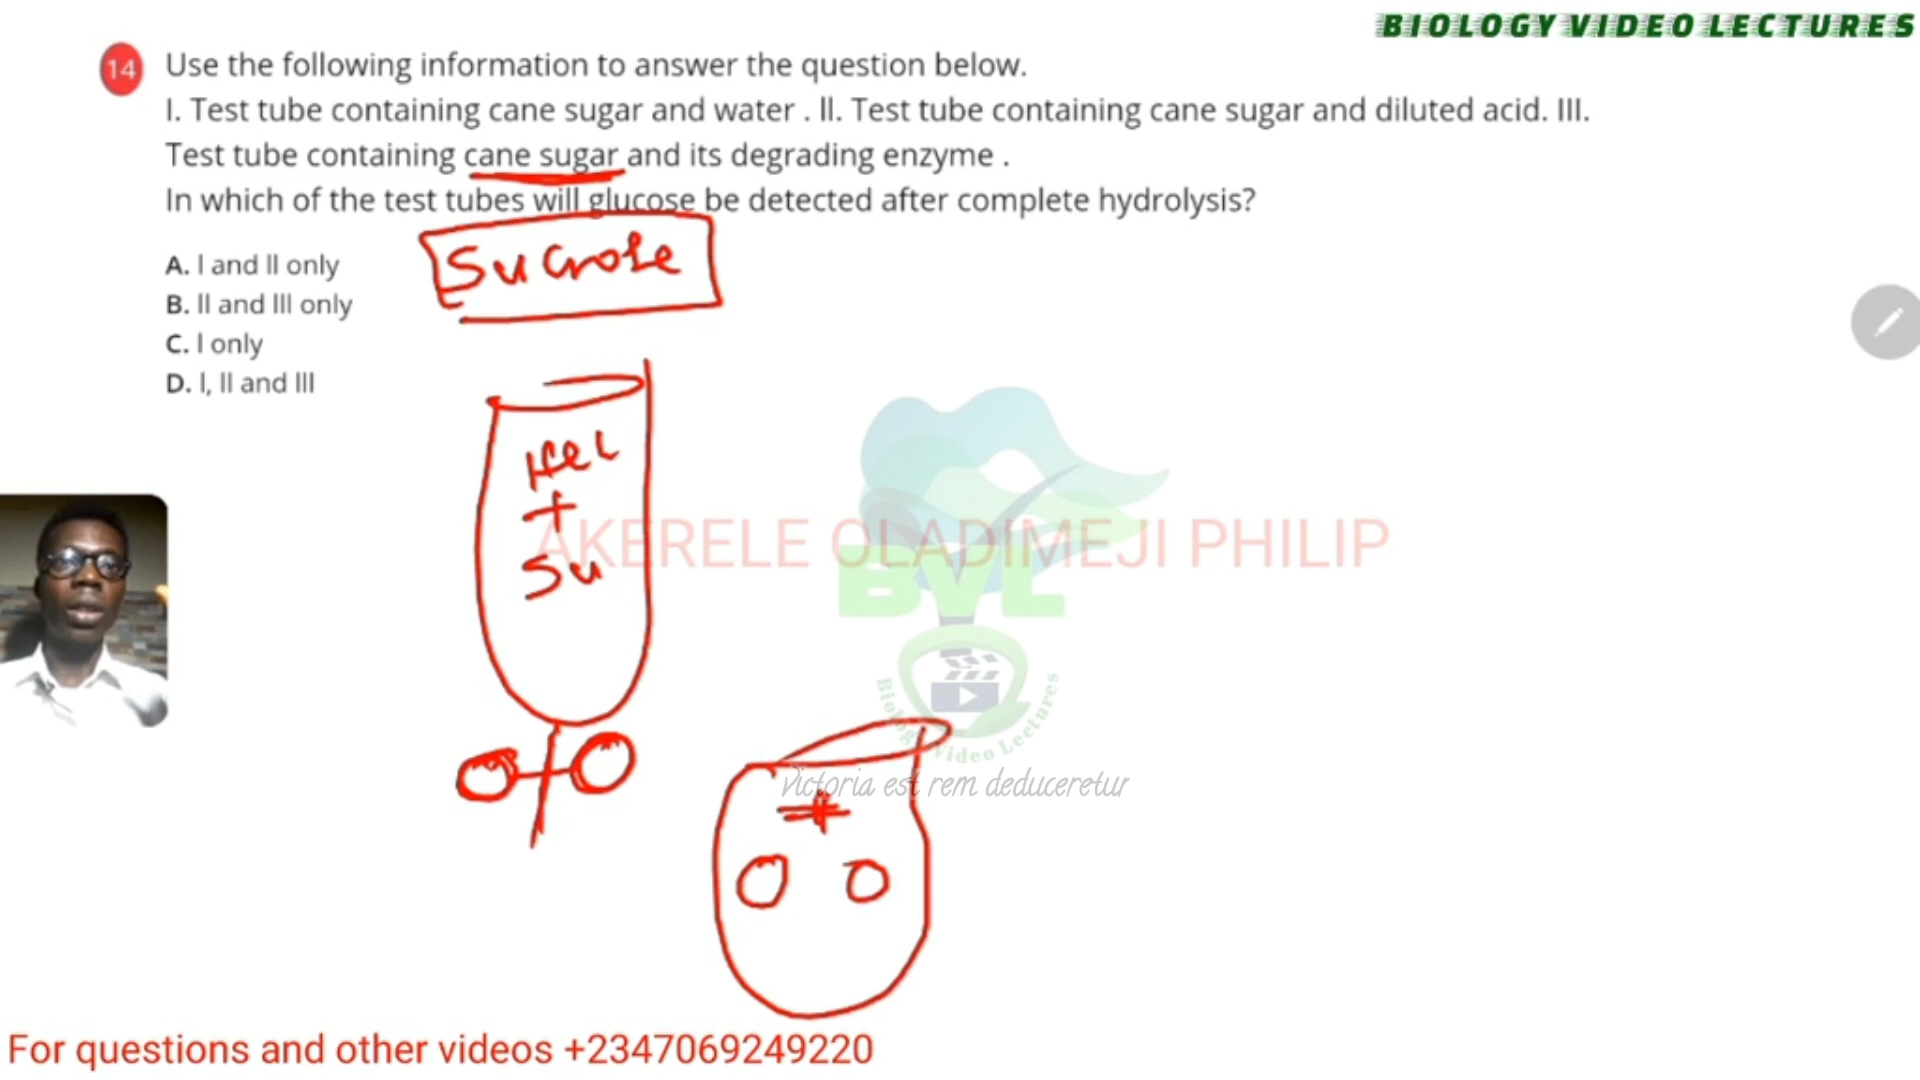 BIOLOGY VIDEO LECTURES
14 Use the following information to answer the question below.
I. Test tube containing cane sugar and water . II. Test tube containing cane sugar and diluted acid. III.
Test tube containing cane sugar and its degrading enzyme .
In which of the test tubes will glucose be detected after complete hydrolysis?
A. I and II only
B. II and III only
C. I only
D. I, II and III
Sucrose
Hcl
+
Su
AKERELE OLADIMEJI PHILIP
BVL
Biology Video Lectures
Victoria est rem deduceretur
For questions and other videos +2347069249220